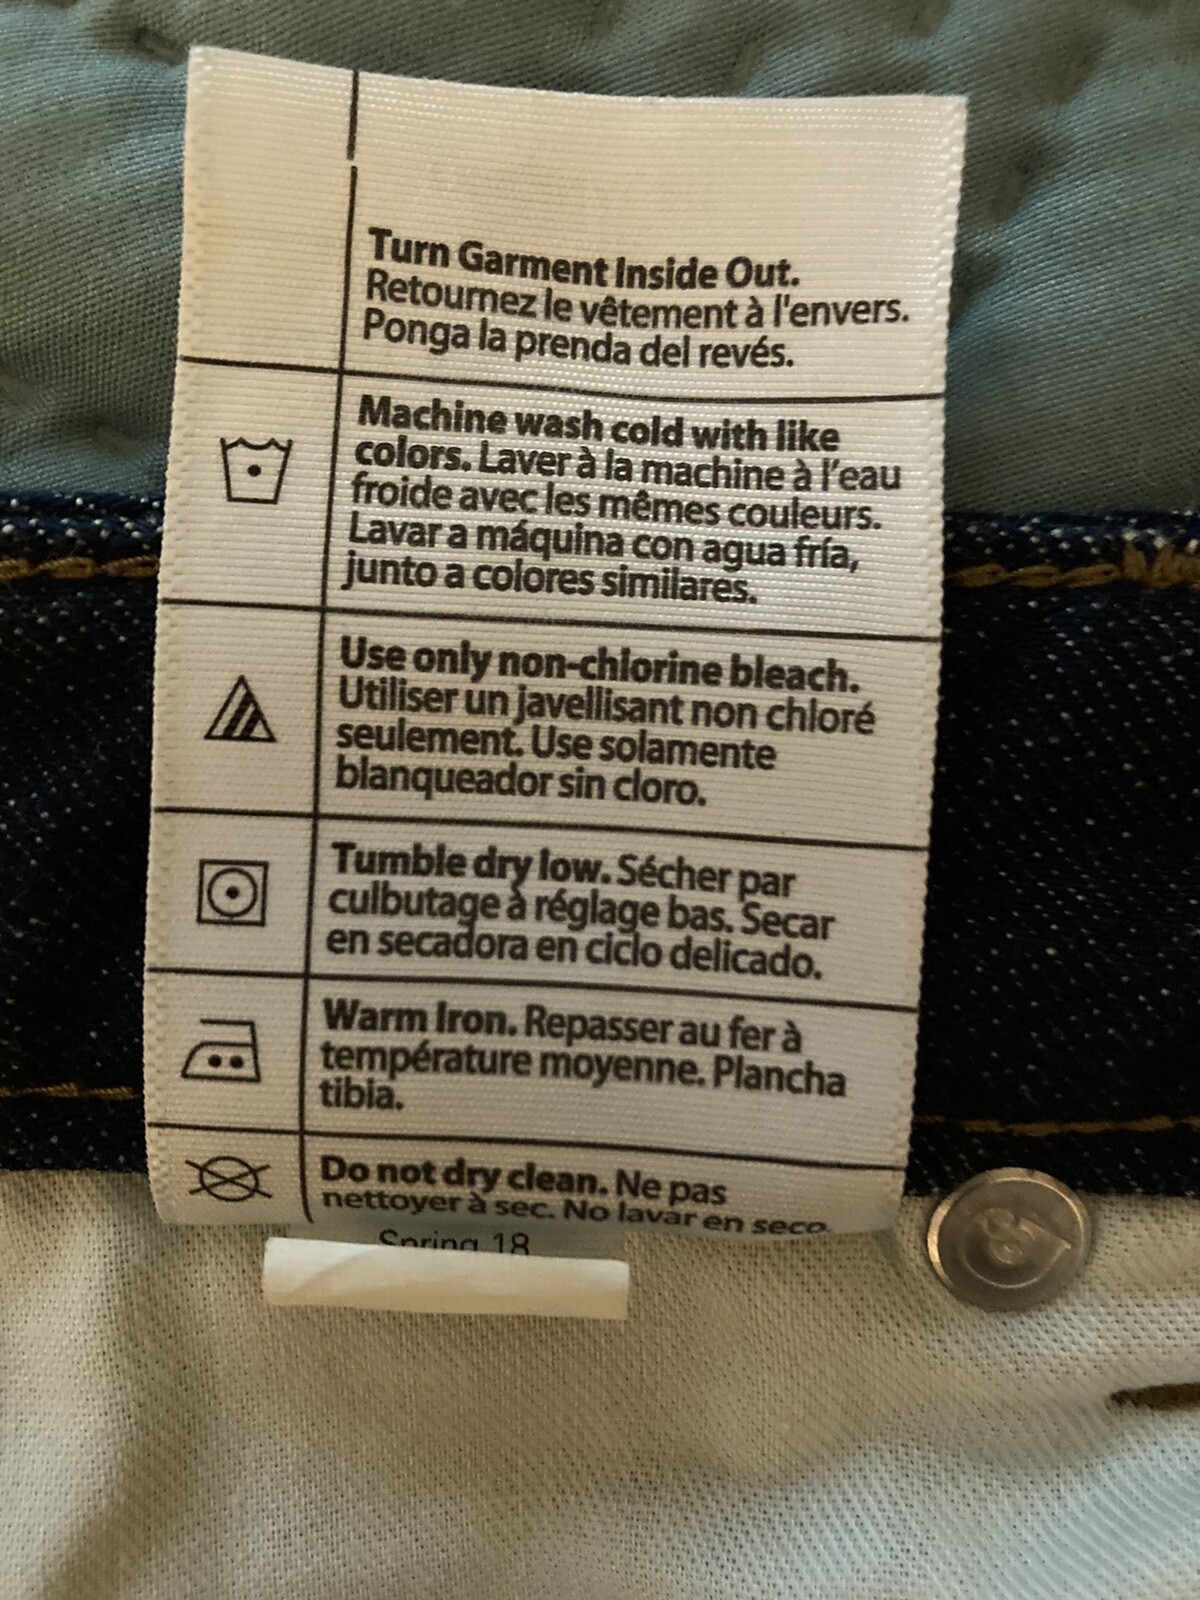 Turn Garment Inside Out.
Retournez le vêtement à l'envers.
Ponga la prenda del revés.
Machine wash cold with like
colors. Laver à la machine à l'eau
froide avec les mêmes couleurs.
Lavar a máquina con agua fría,
junto a colores similares.
Use only non-chlorine bleach.
Utiliser un javellisant non chloré
seulement. Use solamente
blanqueador sin cloro.
Tumble dry low. Sécher par
culbutage à réglage bas. Secar
en secadora en ciclo delicado.
Warm Iron. Repasser au fer à
température moyenne. Plancha
tibia.
Do not dry clean. Ne pas
nettoyer à sec. No lavar en seco.
Spring 18